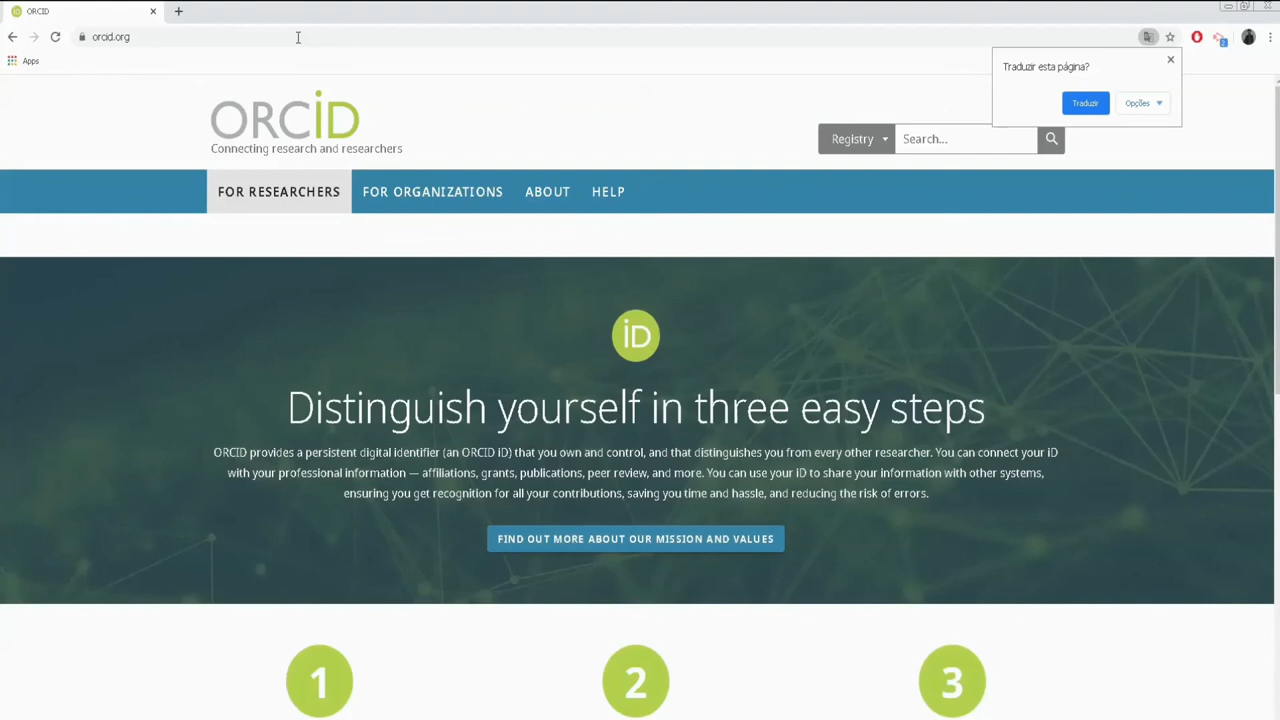 ORCID
orcid.org
Apps
Traduzir esta página?
Traduzir
Opções
ORCiD
Connecting research and researchers
Registry
Search...
FOR RESEARCHERS
FOR ORGANIZATIONS
ABOUT
HELP
iD
Distinguish yourself in three easy steps
ORCID provides a persistent digital identifier (an ORCID iD) that you own and control, and that distinguishes you from every other researcher. You can connect your iD
with your professional information — affiliations, grants, publications, peer review, and more. You can use your iD to share your information with other systems,
ensuring you get recognition for all your contributions, saving you time and hassle, and reducing the risk of errors.
FIND OUT MORE ABOUT OUR MISSION AND VALUES
1
2
3